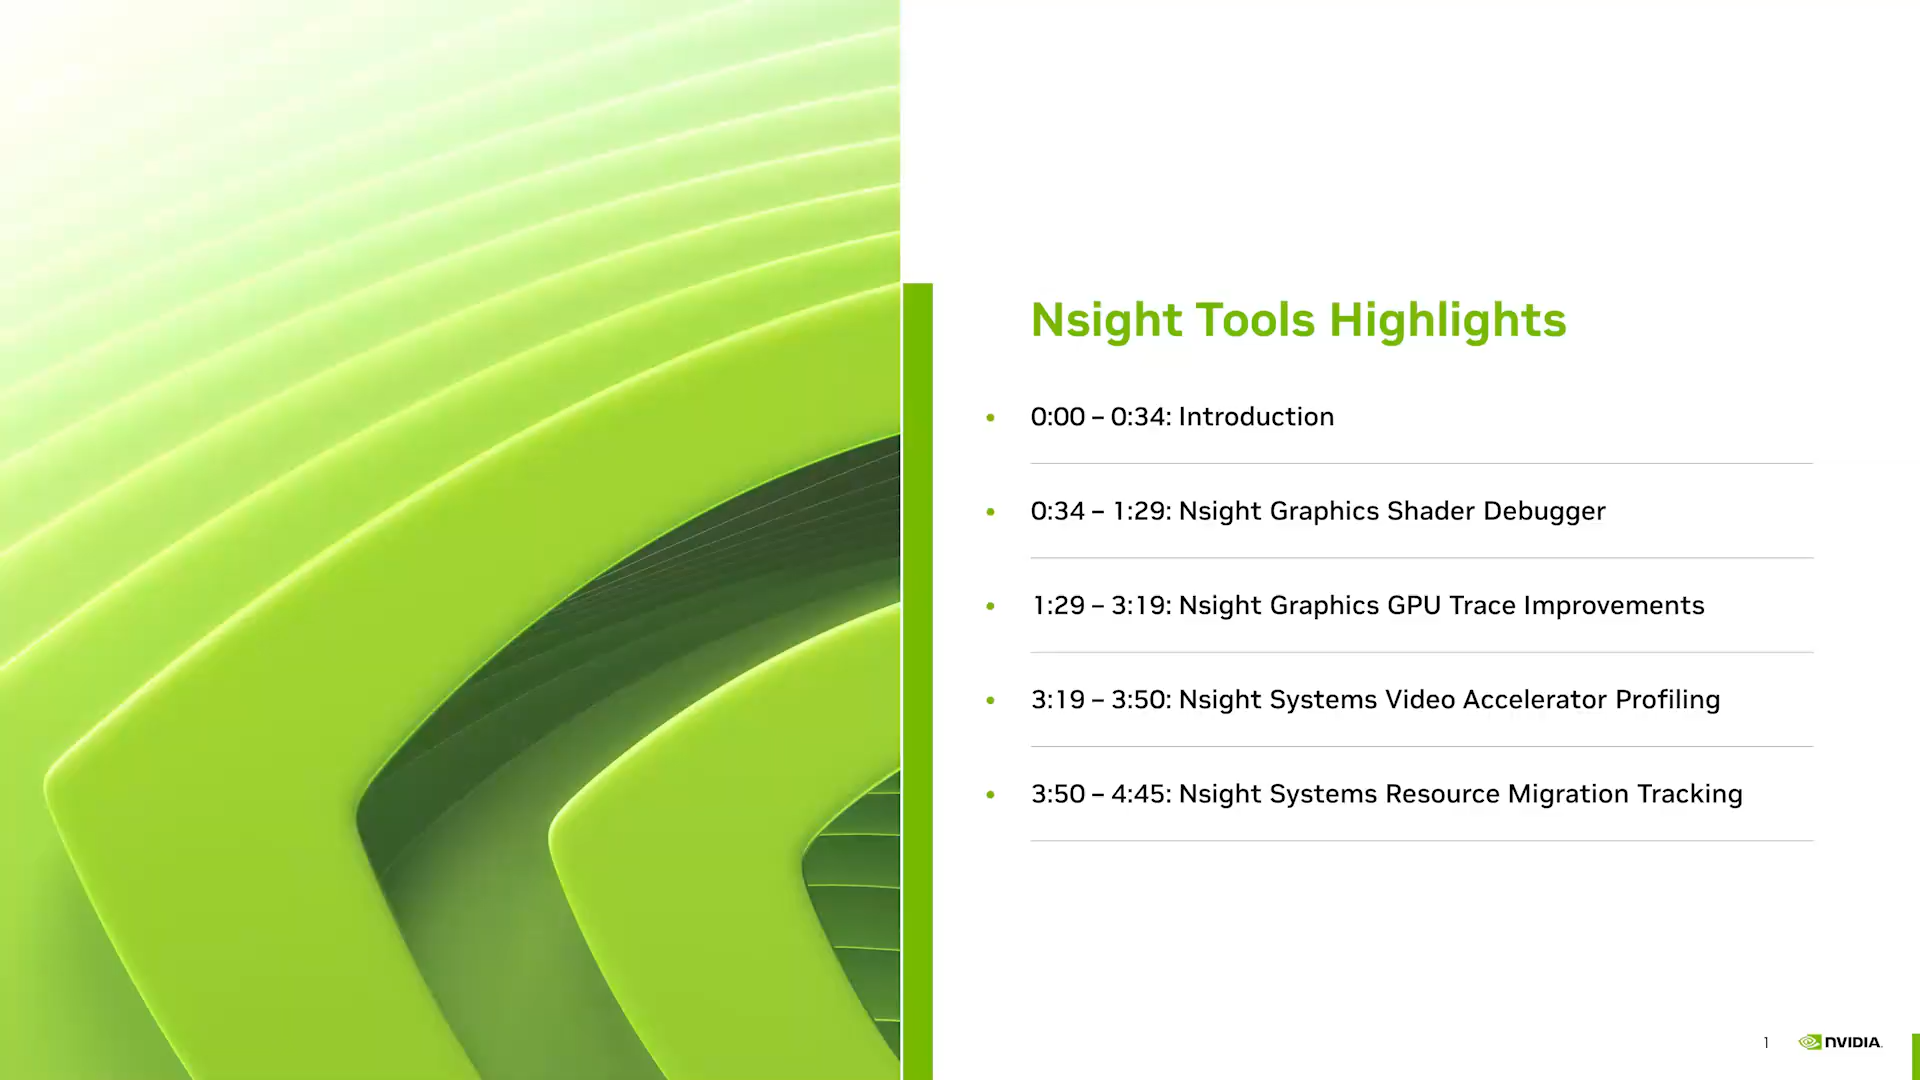 Nsight Tools Highlights
• 0:00 – 0:34: Introduction
• 0:34 – 1:29: Nsight Graphics Shader Debugger
• 1:29 – 3:19: Nsight Graphics GPU Trace Improvements
• 3:19 – 3:50: Nsight Systems Video Accelerator Profiling
• 3:50 – 4:45: Nsight Systems Resource Migration Tracking
1
NVIDIA.